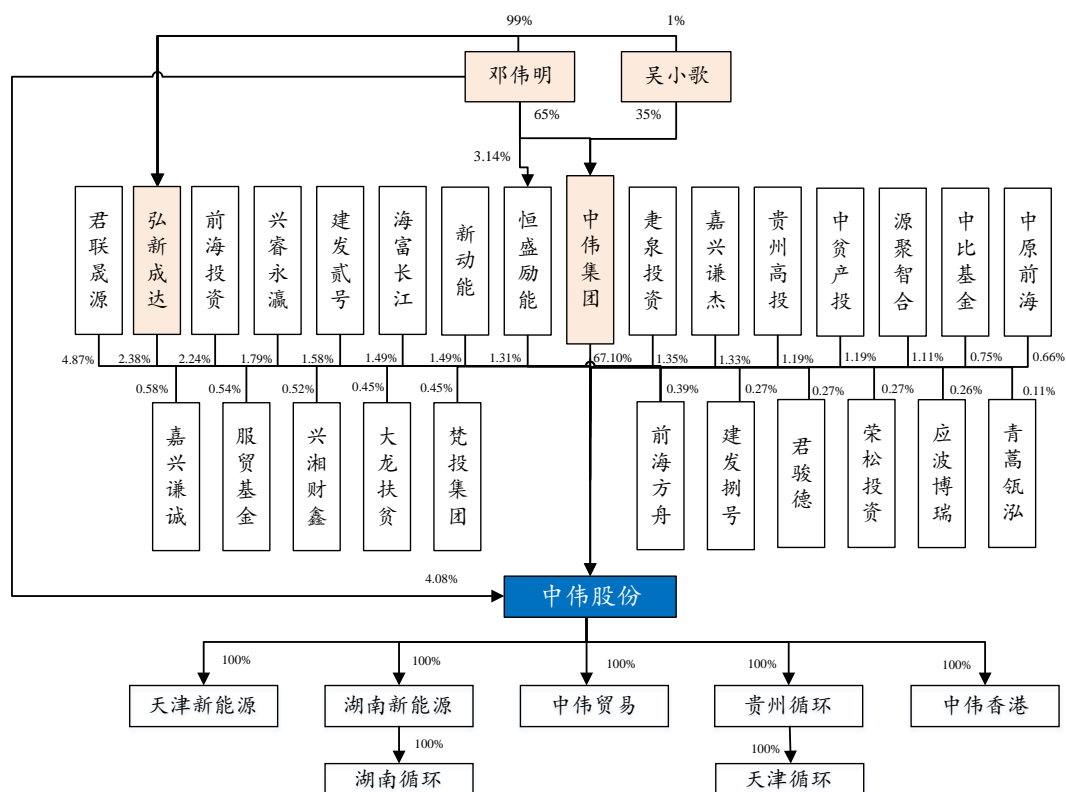 99%
1%
邓伟明
吴小歌
65%
35%
3.14%
君联晟源
弘新成达
前海投资
兴睿永瀛
建发贰号
海富长江
新动能
恒盛励能
中伟集团
疌泉投资
嘉兴谦杰
贵州高投
中贫产投
源聚智合
中比基金
中原前海
4.87%
2.38%
2.24%
1.79%
1.58%
1.49%
1.49%
1.31%
67.10%
1.35%
1.33%
1.19%
1.19%
1.11%
0.75%
0.66%
0.58%
0.54%
0.52%
0.45%
0.45%
0.39%
0.27%
0.27%
0.27%
0.26%
0.11%
嘉兴谦诚
服贸基金
兴湘财鑫
大龙扶贫
梵投集团
前海方舟
建发捌号
君骏德
荣松投资
应波博瑞
青蒿瓴泓
4.08%
中伟股份
100%
100%
100%
100%
100%
天津新能源
湖南新能源
中伟贸易
贵州循环
中伟香港
100%
100%
湖南循环
天津循环